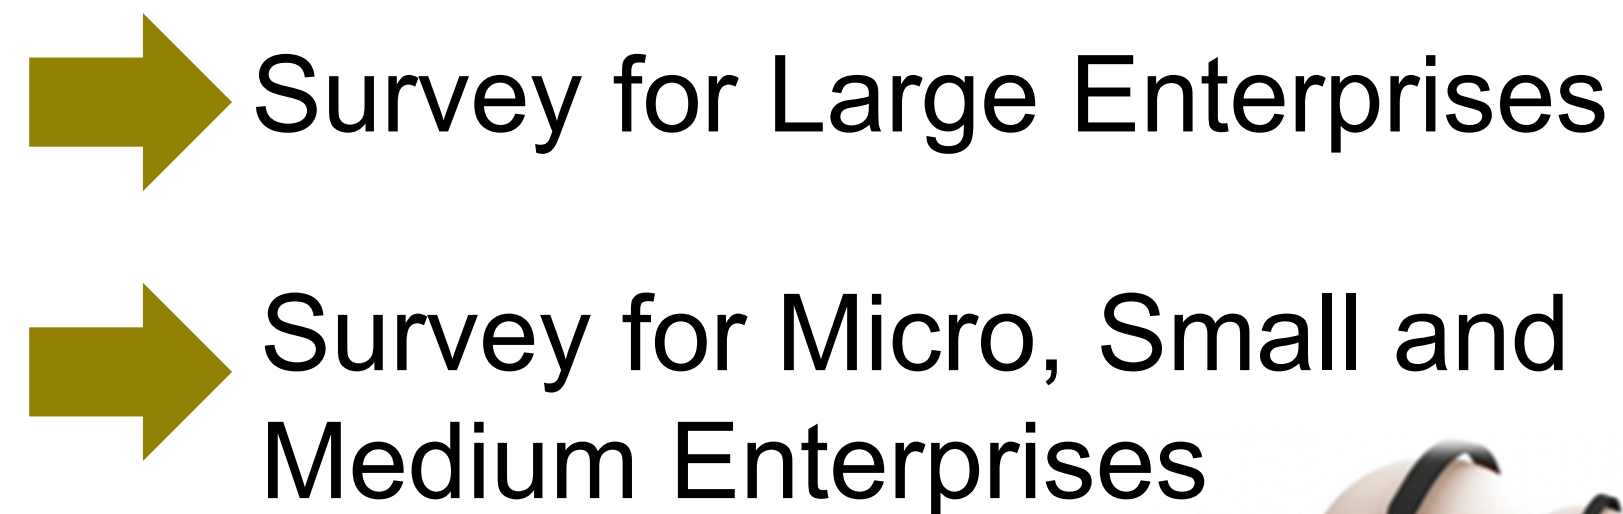 Survey for Large Enterprises
Survey for Micro, Small and
Medium Enterprises